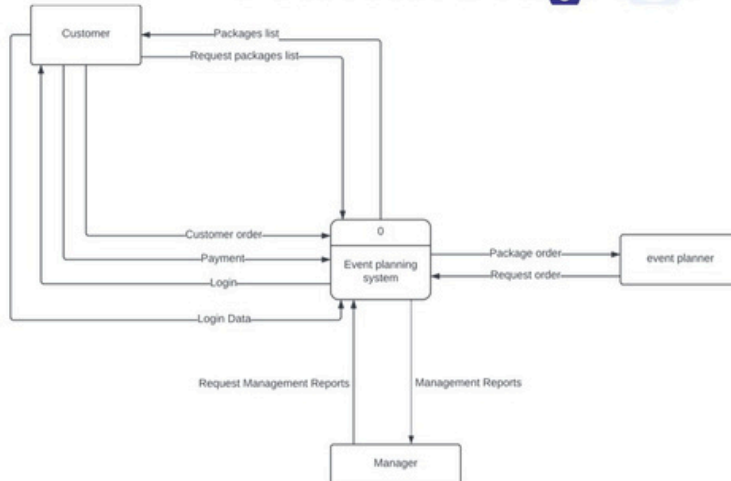 Customer
Packages list
Request packages list
0
Customer order
Package order
Payment
Event planning
system
event planner
Request order
Login
Login Data
Request Management Reports
Management Reports
Manager